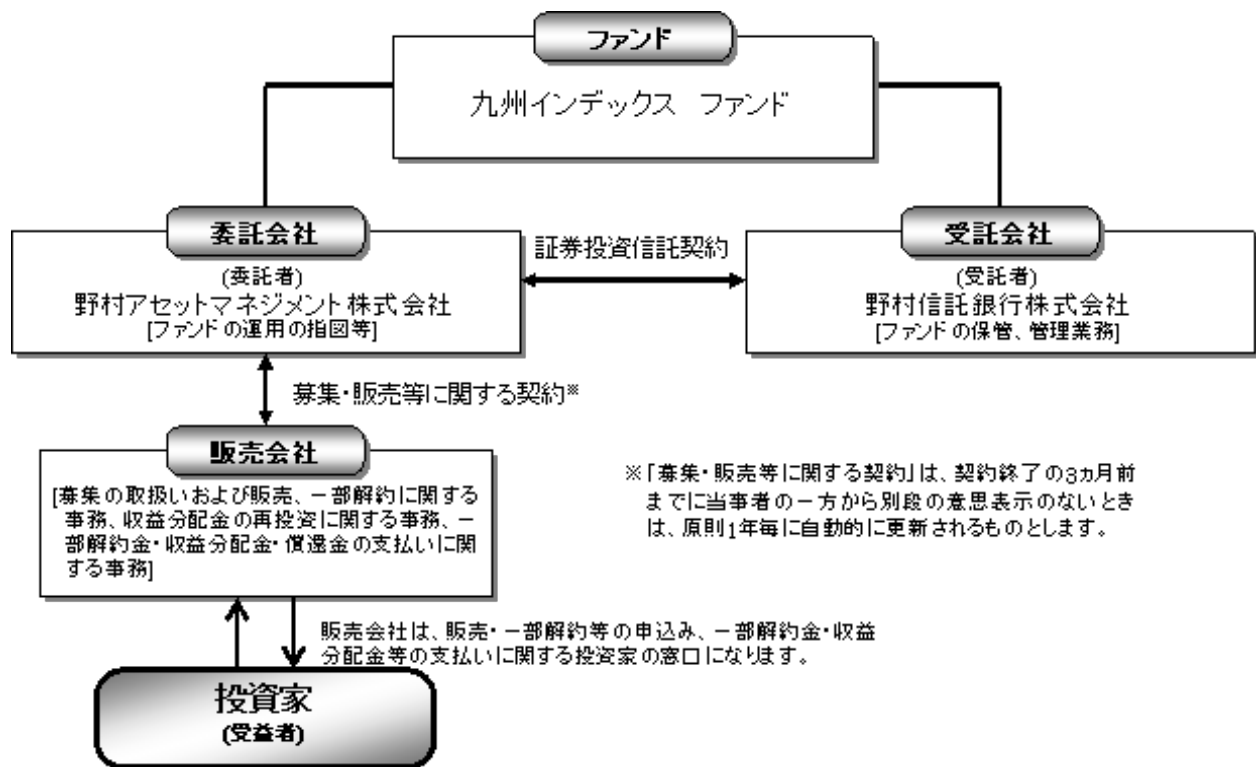 ファンド
九州インデックス ファンド
委託会社
(委託者)
野村アセットマネジメント株式会社
[ファンドの運用の指図等]
証券投資信託契約
受託会社
(受託者)
野村信託銀行株式会社
[ファンドの保管、管理業務]
募集・販売等に関する契約※
販売会社
[募集の取扱いおよび販売、一部解約に関する
事務、収益分配金の再投資に関する事務、一
部解約金・収益分配金・償還金の支払いに関
する事務]
※「募集・販売等に関する契約」は、契約終了の3ヵ月前
までに当事者の一方から別段の意思表示のないとき
は、原則1年毎に自動的に更新されるものとします。
販売会社は、販売・一部解約等の申込み、一部解約金・収益
分配金等の支払いに関する投資家の窓口になります。
投資家
(受益者)